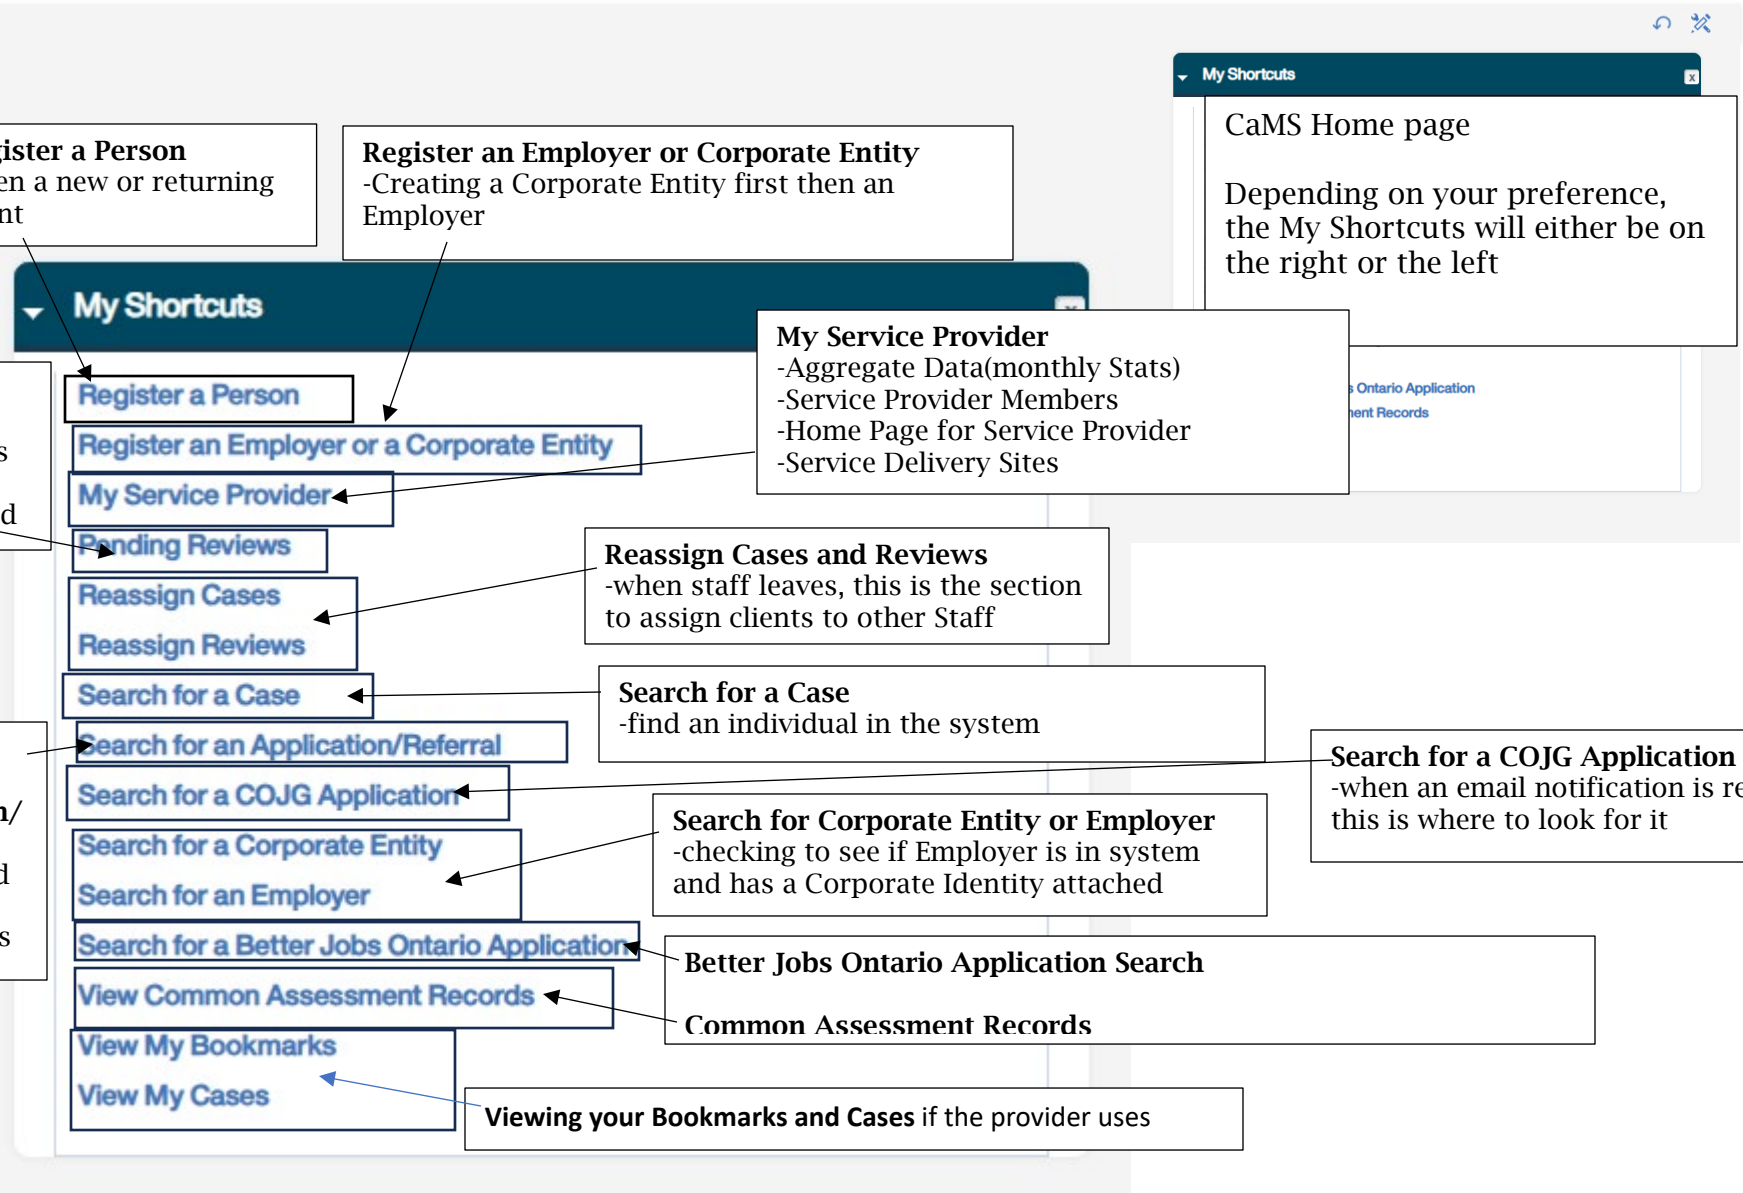 My Shortcuts
x
CaMS Home page
Depending on your preference,
the My Shortcuts will either be on
the right or the left
Ontario Application
Records
a Person
a new or returning
Register an Employer or Corporate Entity
-Creating a Corporate Entity first then an
Employer
My Shortcuts
My Service Provider
-Aggregate Data(monthly Stats)
-Service Provider Members
-Home Page for Service Provider
-Service Delivery Sites
Register a Person
Register an Employer or a Corporate Entity
My Service Provider
Pending Reviews
Reassign Cases
Reassign Reviews
Search for a Case
Search for an Application/Referral
Search for a COJG Application
Search for a Corporate Entity
Search for an Employer
Search for a Better Jobs Ontario Application
View Common Assessment Records
View My Bookmarks
View My Cases
Reassign Cases and Reviews
-when staff leaves, this is the section
to assign clients to other Staff
Search for a Case
-find an individual in the system
Search for a COJG Application
-when an email notification is
this is where to look for it
Search for Corporate Entity or Employer
-checking to see if Employer is in system
and has a Corporate Identity attached
Better Jobs Ontario Application Search
Common Assessment Records
Viewing your Bookmarks and Cases if the provider uses